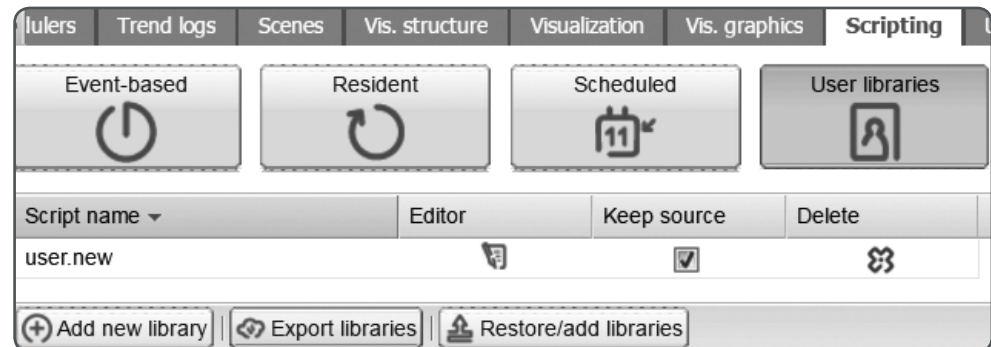 lulers Trend logs Scenes Vis. structure Visualization Vis. graphics Scripting
Event-based Resident Scheduled User libraries
11
Script name Editor Keep source Delete
user.new
Add new library Export libraries Restore/add libraries